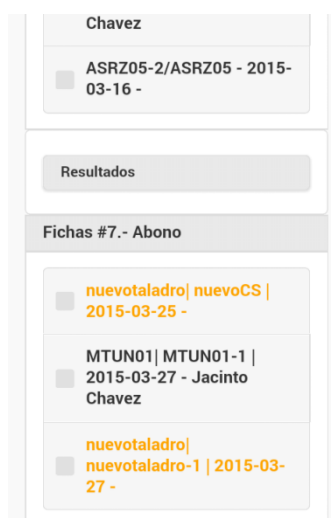 Chavez
ASRZ05-2/ASRZ05 - 2015-
03-16 -
Resultados
Fichas #7.- Abono
nuevotaladro| nuevoCS |
2015-03-25 -
MTUN01| MTUN01-1 |
2015-03-27 - Jacinto
Chavez
nuevotaladro|
nuevotaladro-1 | 2015-03-
27 -